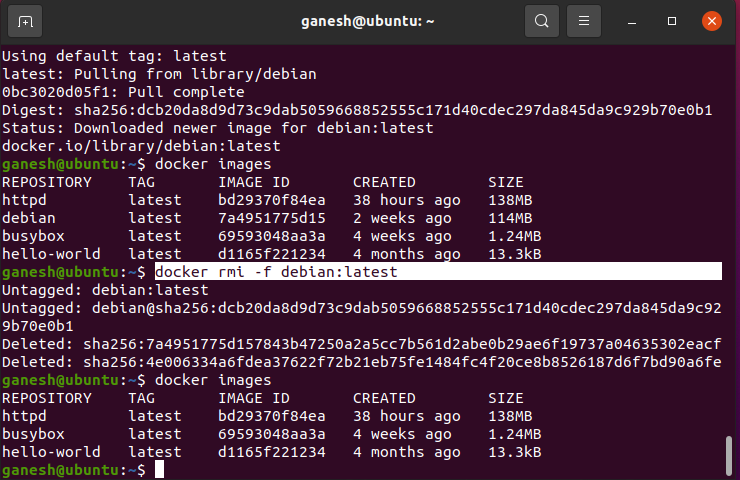 ganesh@ubuntu: ~
Using default tag: latest
latest: Pulling from library/debian
0bc3020d05f1: Pull complete
Digest: sha256:dcb20da8d9d73c9dab5059668852555c171d40cdec297da845da9c929b70e0b1
Status: Downloaded newer image for debian:latest
docker.io/library/debian:latest
ganesh@ubuntu:~$ docker images
REPOSITORY    TAG       IMAGE ID       CREATED        SIZE
httpd         latest    bd29370f84ea   38 hours ago   138MB
debian        latest    7a4951775d15   2 weeks ago    114MB
busybox       latest    69593048aa3a   4 weeks ago    1.24MB
hello-world   latest    d1165f221234   4 months ago   13.3kB
ganesh@ubuntu:~$ docker rmi -f debian:latest
Untagged: debian:latest
Untagged: debian@sha256:dcb20da8d9d73c9dab5059668852555c171d40cdec297da845da9c92
9b70e0b1
Deleted: sha256:7a4951775d157843b47250a2a5cc7b561d2abe0b29ae6f19737a04635302eacf
Deleted: sha256:4e006334a6fdea37622f72b21eb75fe1484fc4f20ce8b8526187d6f7bd90a6fe
ganesh@ubuntu:~$ docker images
REPOSITORY    TAG       IMAGE ID       CREATED        SIZE
httpd         latest    bd29370f84ea   38 hours ago   138MB
busybox       latest    69593048aa3a   4 weeks ago    1.24MB
hello-world   latest    d1165f221234   4 months ago   13.3kB
ganesh@ubuntu:~$